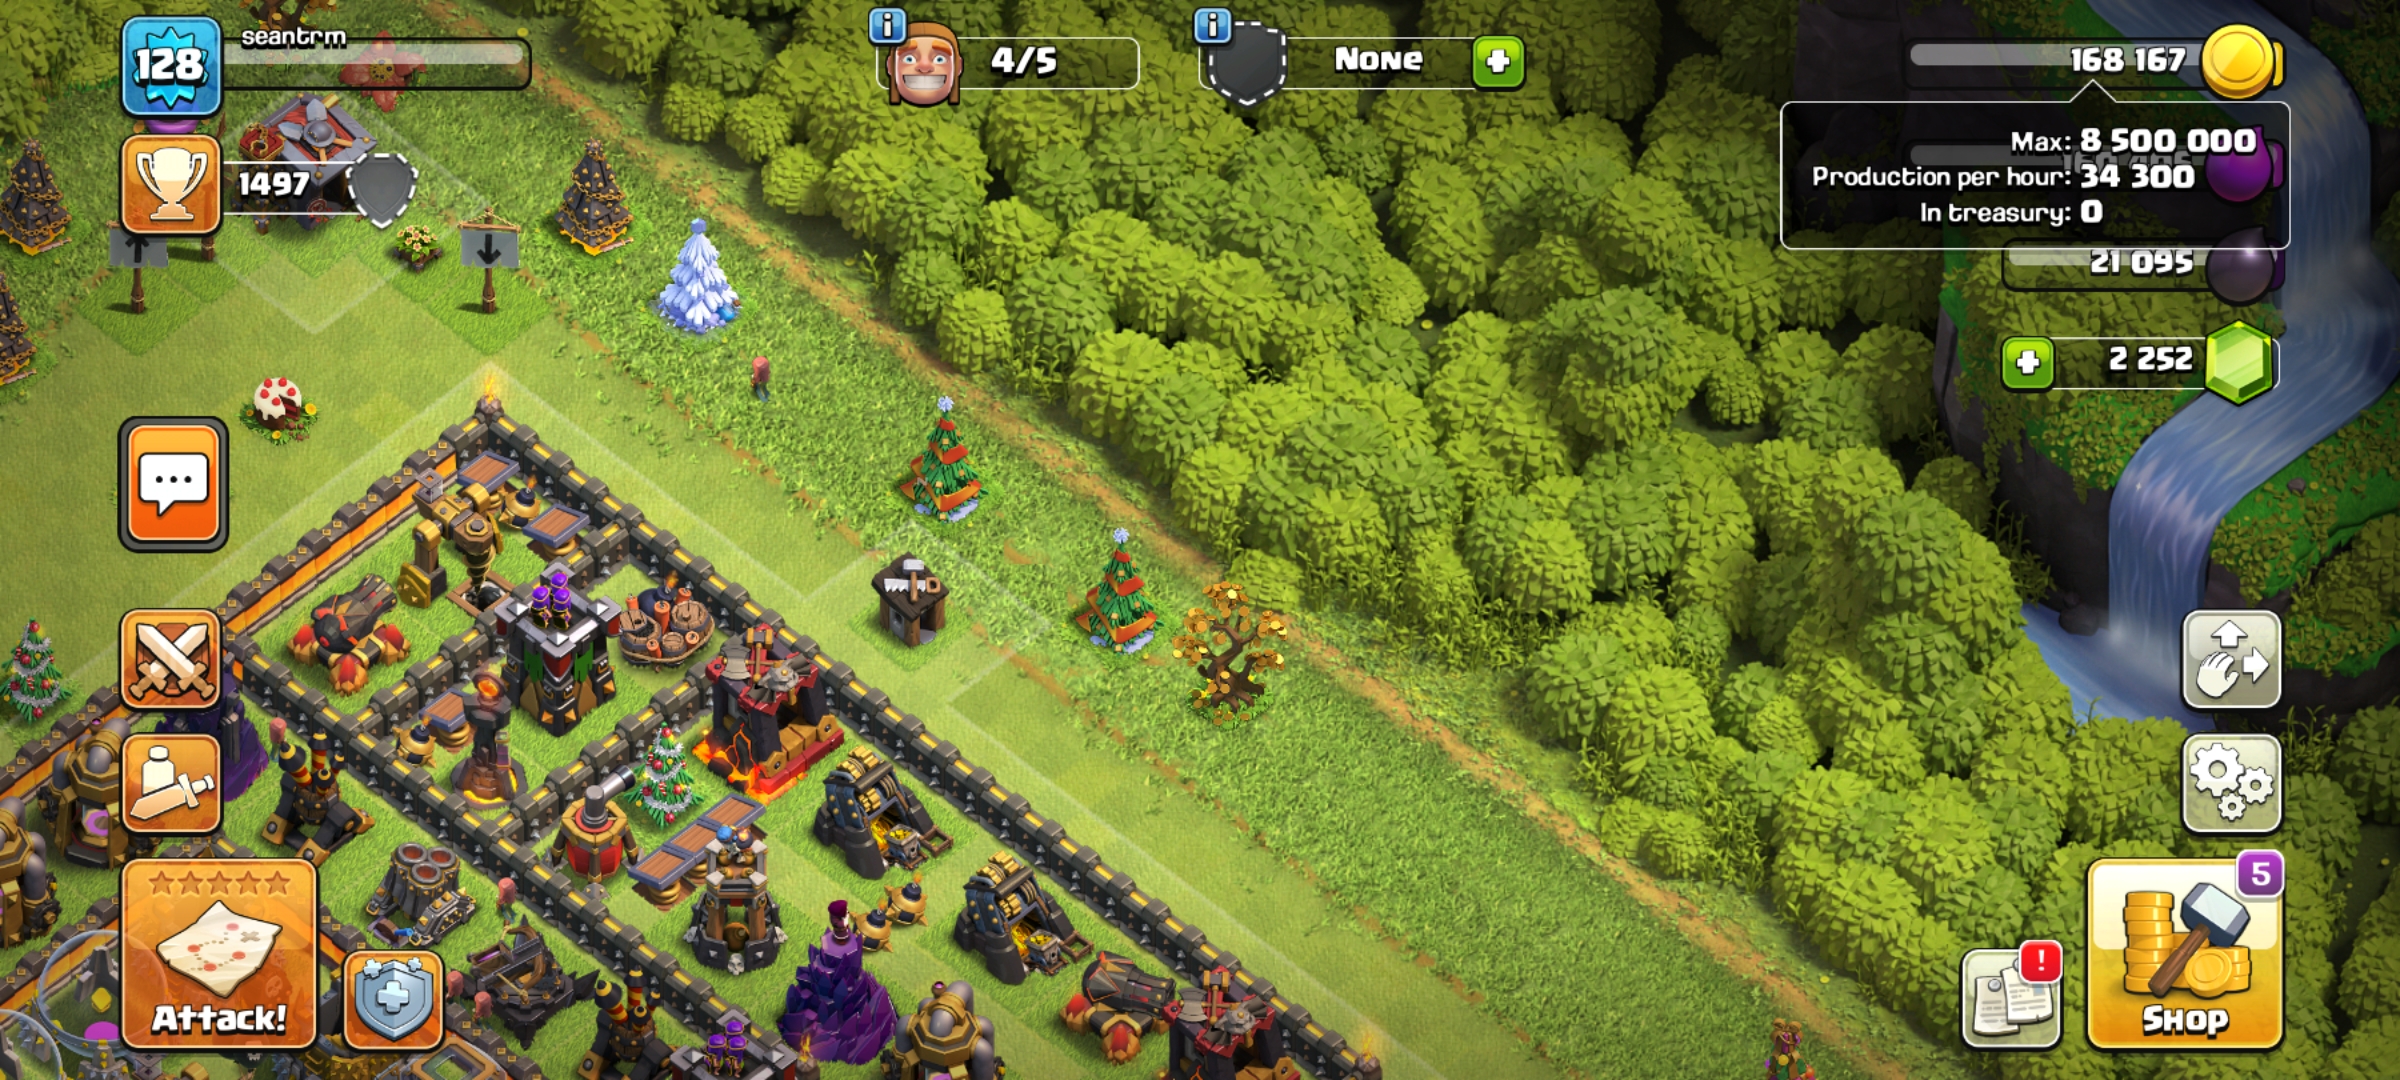 128
seantrm
4/5
None
168 167
Max: 8 500 000
Production per hour: 34 300
In treasury: 0
1497
21 095
2 252
Attack!
5
!
Shop